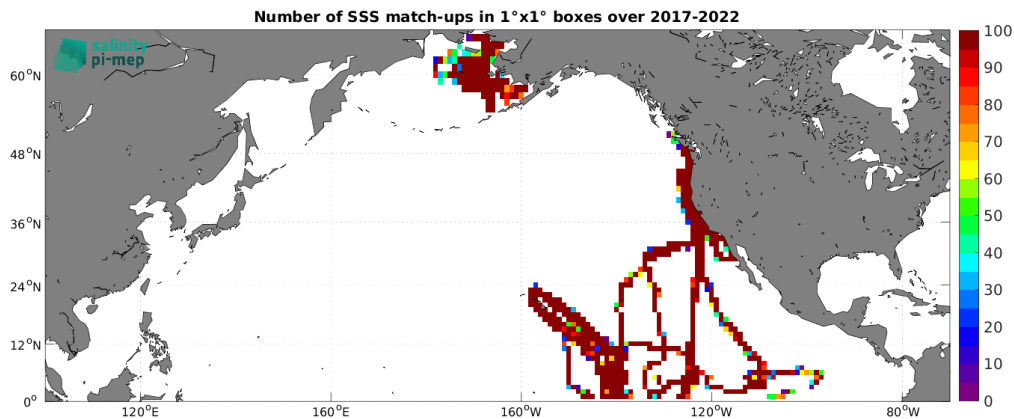 Number of SSS match-ups in 1°x1° boxes over 2017-2022
salinity
pi-mep
60°N
48°N
36°N
24°N
12°N
0°
120°E
160°E
160°W
120°W
80°W
100
90
80
70
60
50
40
30
20
10
0